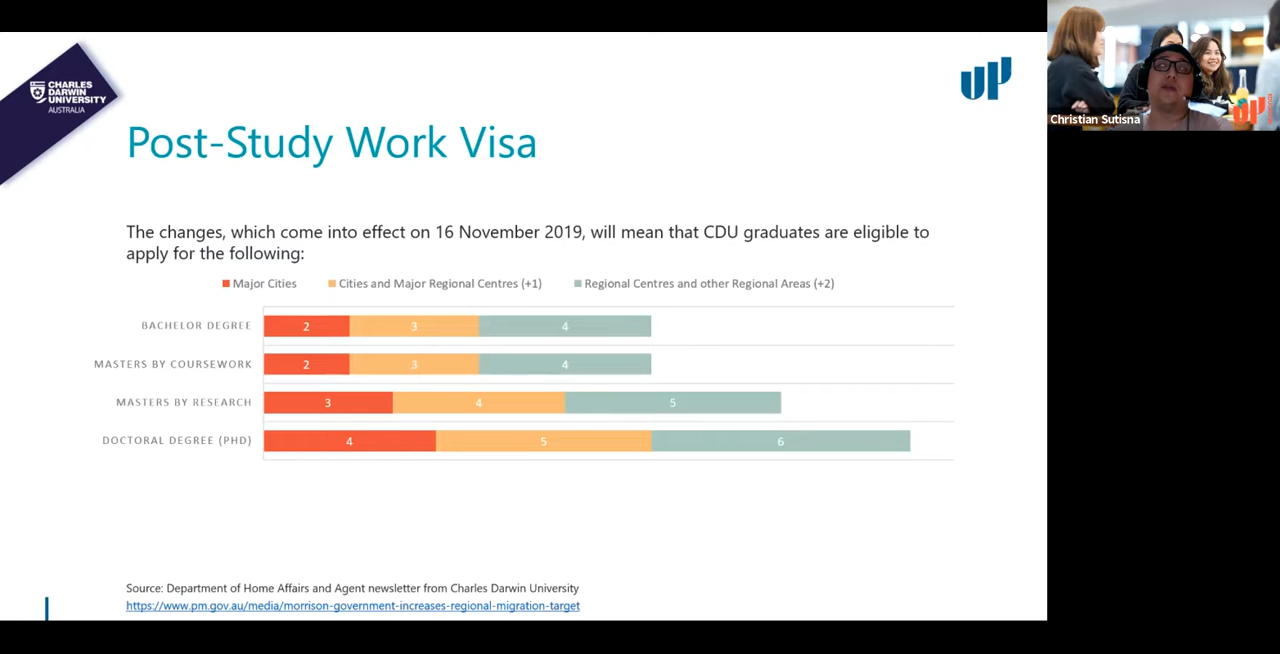 CHARLES
DARWIN
UNIVERSITY
AUSTRALIA
UP
Post-Study Work Visa
The changes, which come into effect on 16 November 2019, will mean that CDU graduates are eligible to
apply for the following:
Major Cities Cities and Major Regional Centres (+1) Regional Centres and other Regional Areas (+2)
BACHELOR DEGREE 2 3 4
MASTERS BY COURSEWORK 2 3 4
MASTERS BY RESEARCH 3 4 5
DOCTORAL DEGREE (PHD) 4 5 6
Source: Department of Home Affairs and Agent newsletter from Charles Darwin University
https://www.pm.gov.au/media/morrison-government-increases-regional-migration-target
Christian Sutisna
UP